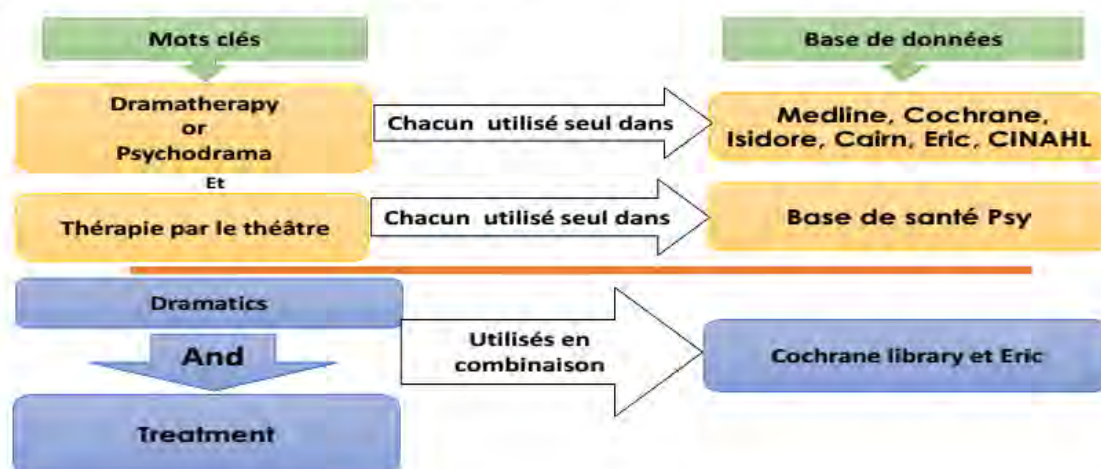 Mots clés
Base de données
Dramatherapy
or
Psychodrama
Chacun utilisé seul dans
Medline, Cochrane,
Isidore, Cairn, Eric, CINAHL
Et
Thérapie par le théâtre
Chacun utilisé seul dans
Base de santé Psy
Dramatics
And
Treatment
Utilisés en
combinaison
Cochrane library et Eric